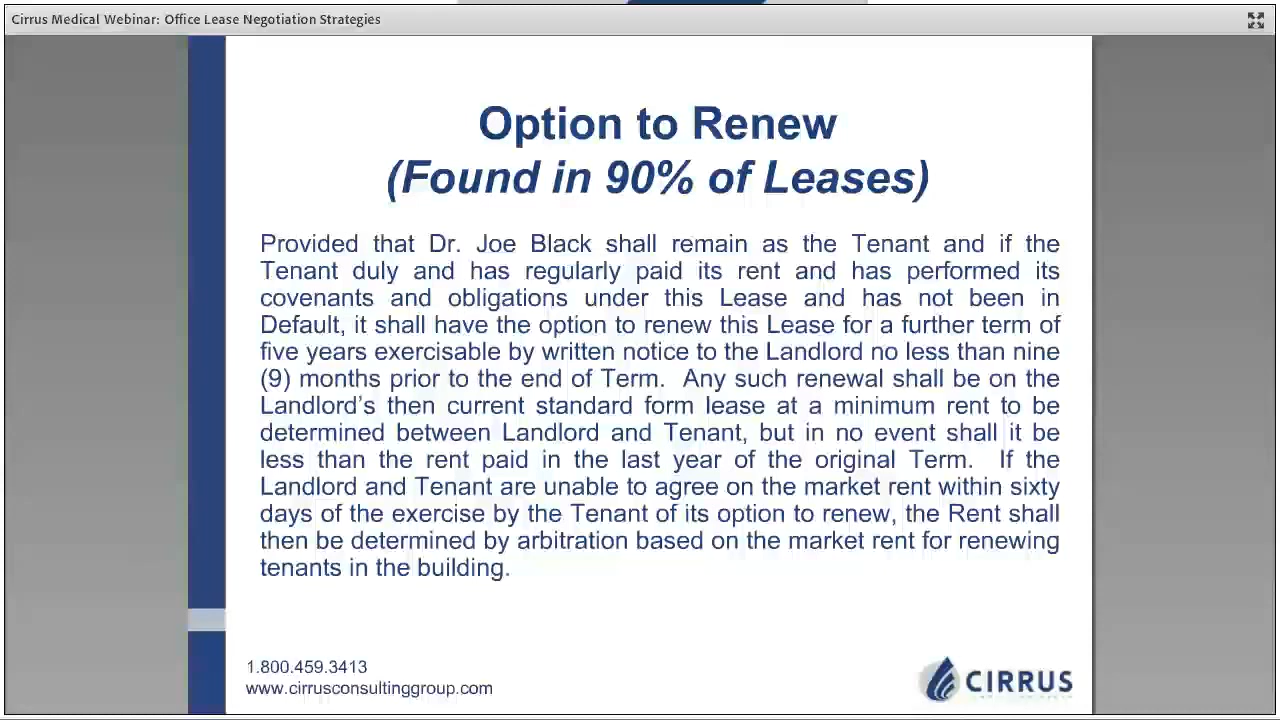 Cirrus Medical Webinar: Office Lease Negotiation Strategies
Option to Renew
(Found in 90% of Leases)
Provided that Dr. Joe Black shall remain as the Tenant and if the
Tenant duly and has regularly paid its rent and has performed its
covenants and obligations under this Lease and has not been in
Default, it shall have the option to renew this Lease for a further term of
five years exercisable by written notice to the Landlord no less than nine
(9) months prior to the end of Term. Any such renewal shall be on the
Landlord's then current standard form lease at a minimum rent to be
determined between Landlord and Tenant, but in no event shall it be
less than the rent paid in the last year of the original Term. If the
Landlord and Tenant are unable to agree on the market rent within sixty
days of the exercise by the Tenant of its option to renew, the Rent shall
then be determined by arbitration based on the market rent for renewing
tenants in the building.
1.800.459.3413
www.cirrusconsultinggroup.com
CIRRUS